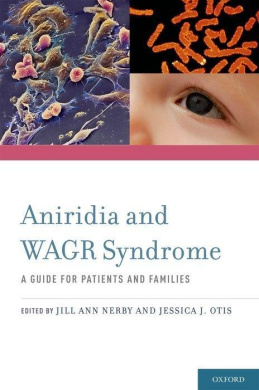 Aniridia and
WAGR Syndrome
A GUIDE FOR PATIENTS AND FAMILIES
EDITED BY JILL ANN NERBY AND JESSICA J. OTIS
OXFORD